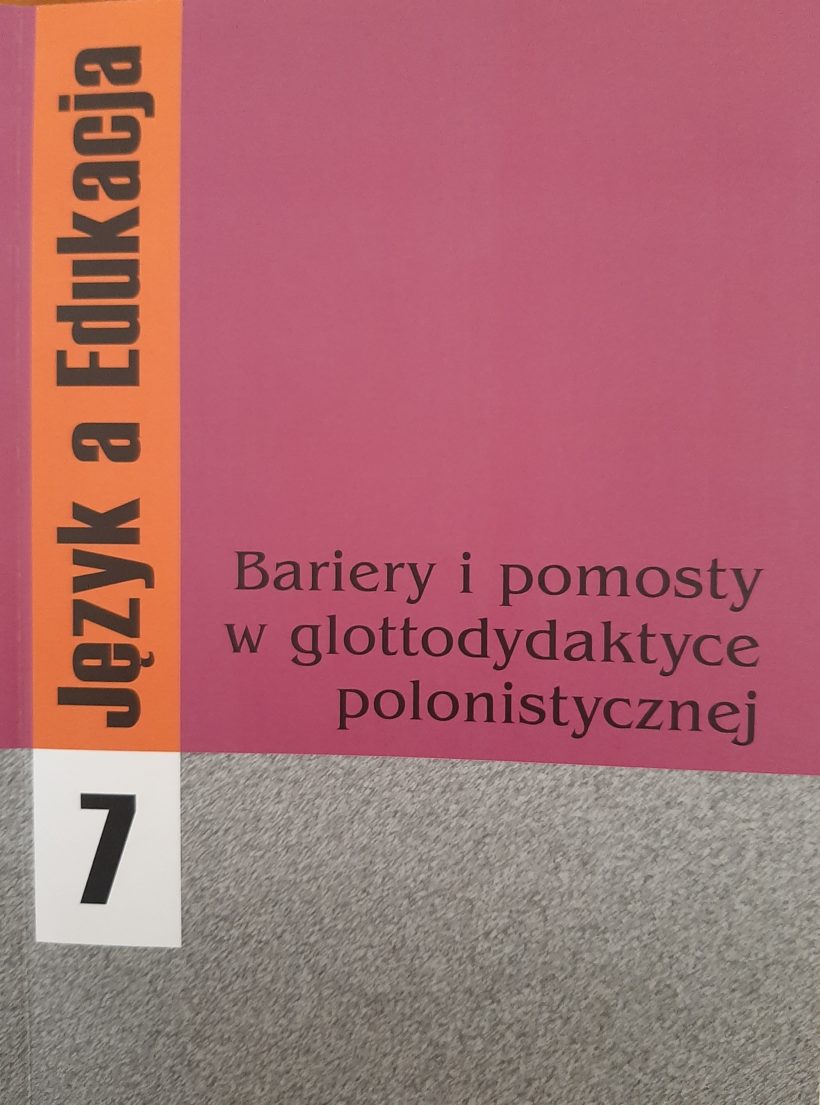 Język a Edukacja
7
Bariery i pomosty
w glottodydaktyce
polonistycznej